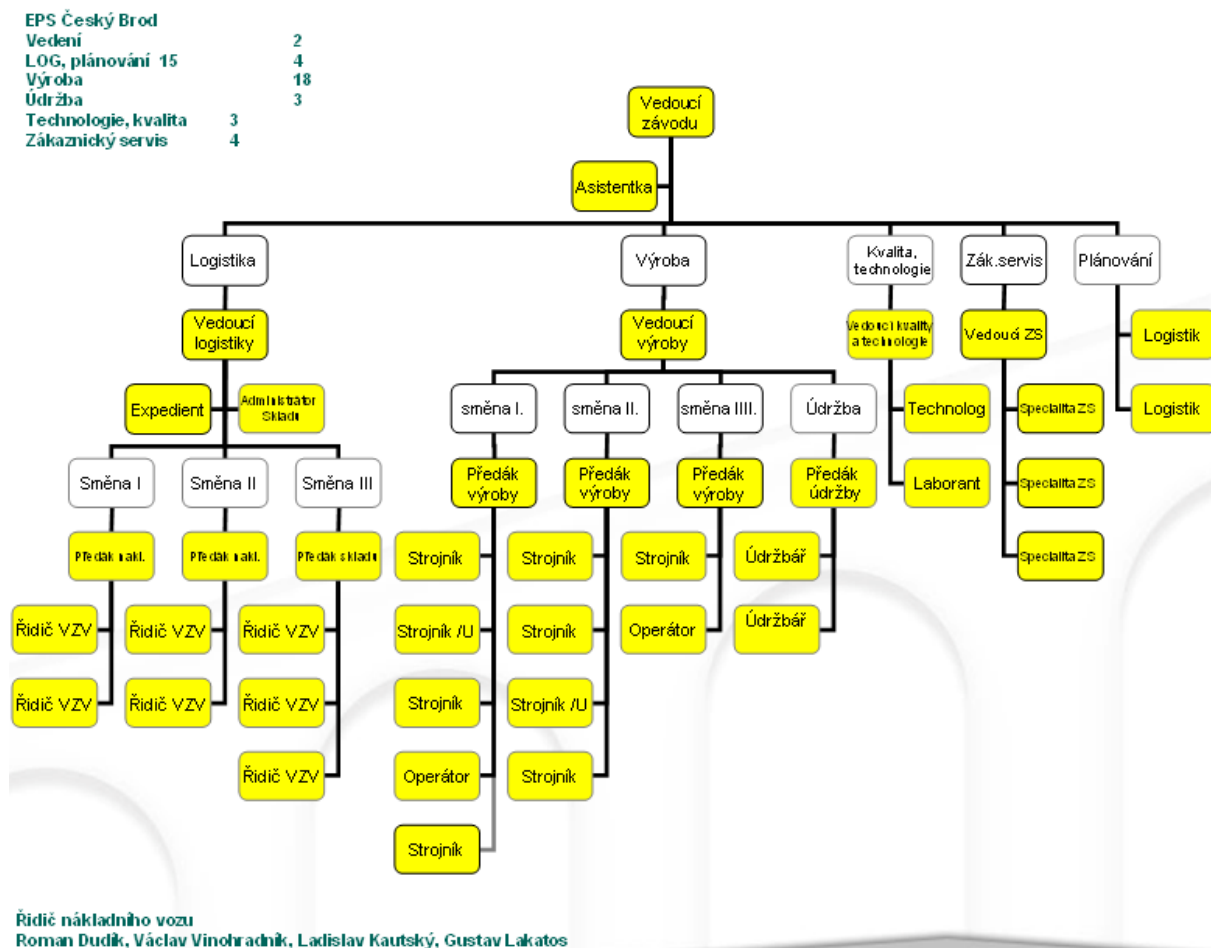 EPS Český Brod
Vedení 2
LOG, plánování 15 4
Výroba 18
Údržba 3
Technologie, kvalita 3
Zákaznický servis 4
Vedoucí
závodu
Asistentka
Logistika
Výroba
Kvalita,
technologie
Zák.servis
Plánování
Vedoucí
logistiky
Vedoucí
výroby
Vedoucí kvality
a technologie
Vedoucí ZS
Logistik
Expedient
Administrátor
Skladu
směna I.
směna II.
směna IIII.
Údržba
Technolog
Specialita ZS
Logistik
Směna I
Směna II
Směna III
Předák
výroby
Předák
výroby
Předák
výroby
Předák
údržby
Laborant
Specialita ZS
Předák nakl.
Předák nakl.
Předák skladu
Strojník
Strojník
Strojník
Údržbář
Specialita ZS
Řidič VZV
Řidič VZV
Řidič VZV
Strojník /U
Strojník
Operátor
Údržbář
Řidič VZV
Řidič VZV
Řidič VZV
Strojník
Strojník /U
Řidič VZV
Operátor
Strojník
Strojník
Řidič nákladního vozu
Roman Dudík, Václav Vinohradník, Ladislav Kautský, Gustav Lakatos